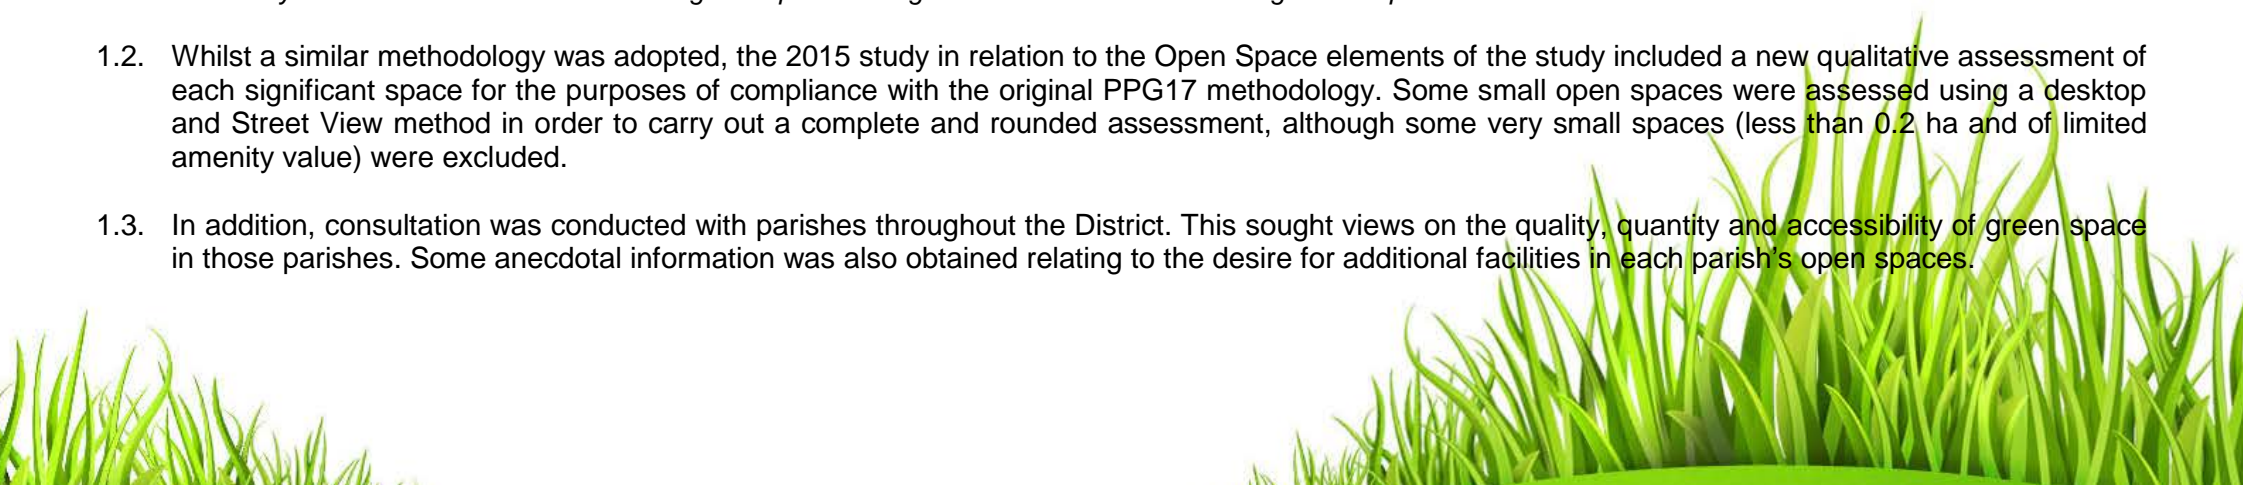 1.2. Whilst a similar methodology was adopted, the 2015 study in relation to the Open Space elements of the study included a new qualitative assessment of
each significant space for the purposes of compliance with the original PPG17 methodology. Some small open spaces were assessed using a desktop
and Street View method in order to carry out a complete and rounded assessment, although some very small spaces (less than 0.2 ha and of limited
amenity value) were excluded.
1.3. In addition, consultation was conducted with parishes throughout the District. This sought views on the quality, quantity and accessibility of green space
in those parishes. Some anecdotal information was also obtained relating to the desire for additional facilities in each parish's open spaces.